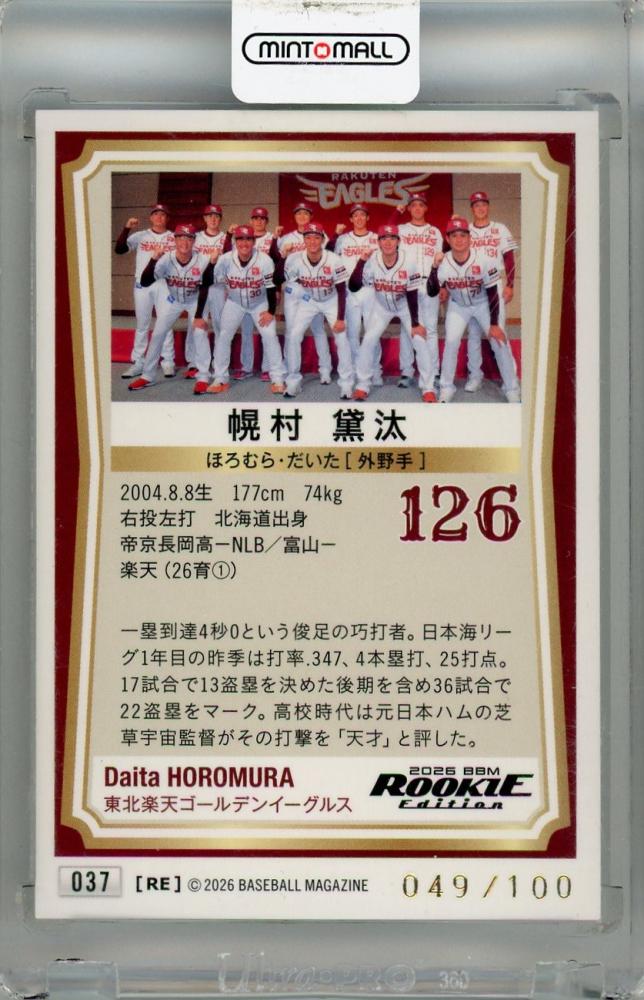 MINT MALL
RAKUTEN
EAGLES
幌村 黛汰
ほろむら・だいた[外野手]
2004.8.8生 177cm 74kg
右投左打 北海道出身
帝京長岡高ーNLB／富山ー
楽天(26育①)
126
一塁到達4秒0という俊足の巧打者。日本海リー
グ1年目の昨季は打率.347、4本塁打、25打点。
17試合で13盗塁を決めた後期を含め36試合で
22盗塁をマーク。高校時代は元日本ハムの芝
草宇宙監督がその打撃を「天才」と評した。
Daita HOROMURA
東北楽天ゴールデンイーグルス
2026 BBM
ROOKIE
Edition
037 [RE] ©2026 BASEBALL MAGAZINE 049/100
Ultra PRO 360